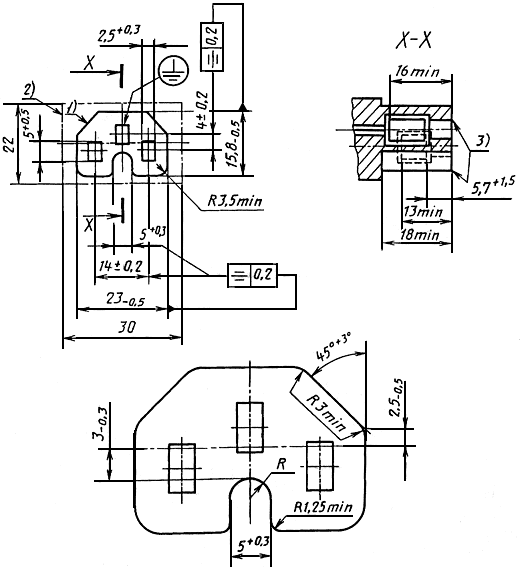 2,5+0,3
0,2
X
X-X
16min
2)
1)
22
5+0,5
4±0,2
15,8-0,5
3)
R3,5min
X
5,7+1,5
13min
5+0,3
18min
14±0,2
0,2
23-0,5
30
45°+3°
R3min
2,5-0,5
3-0,3
R
R1,25min
5+0,3